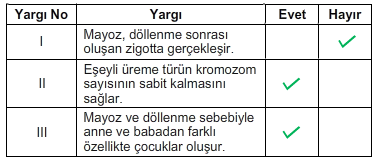 Yargı No Yargı Evet Hayır
I Mayoz, döllenme sonrası
oluşan zigotta gerçekleşir.
II Eşeyli üreme türün kromozom
sayısının sabit kalmasını
sağlar.
III Mayoz ve döllenme sebebiyle
anne ve babadan farklı
özellikte çocuklar oluşur.